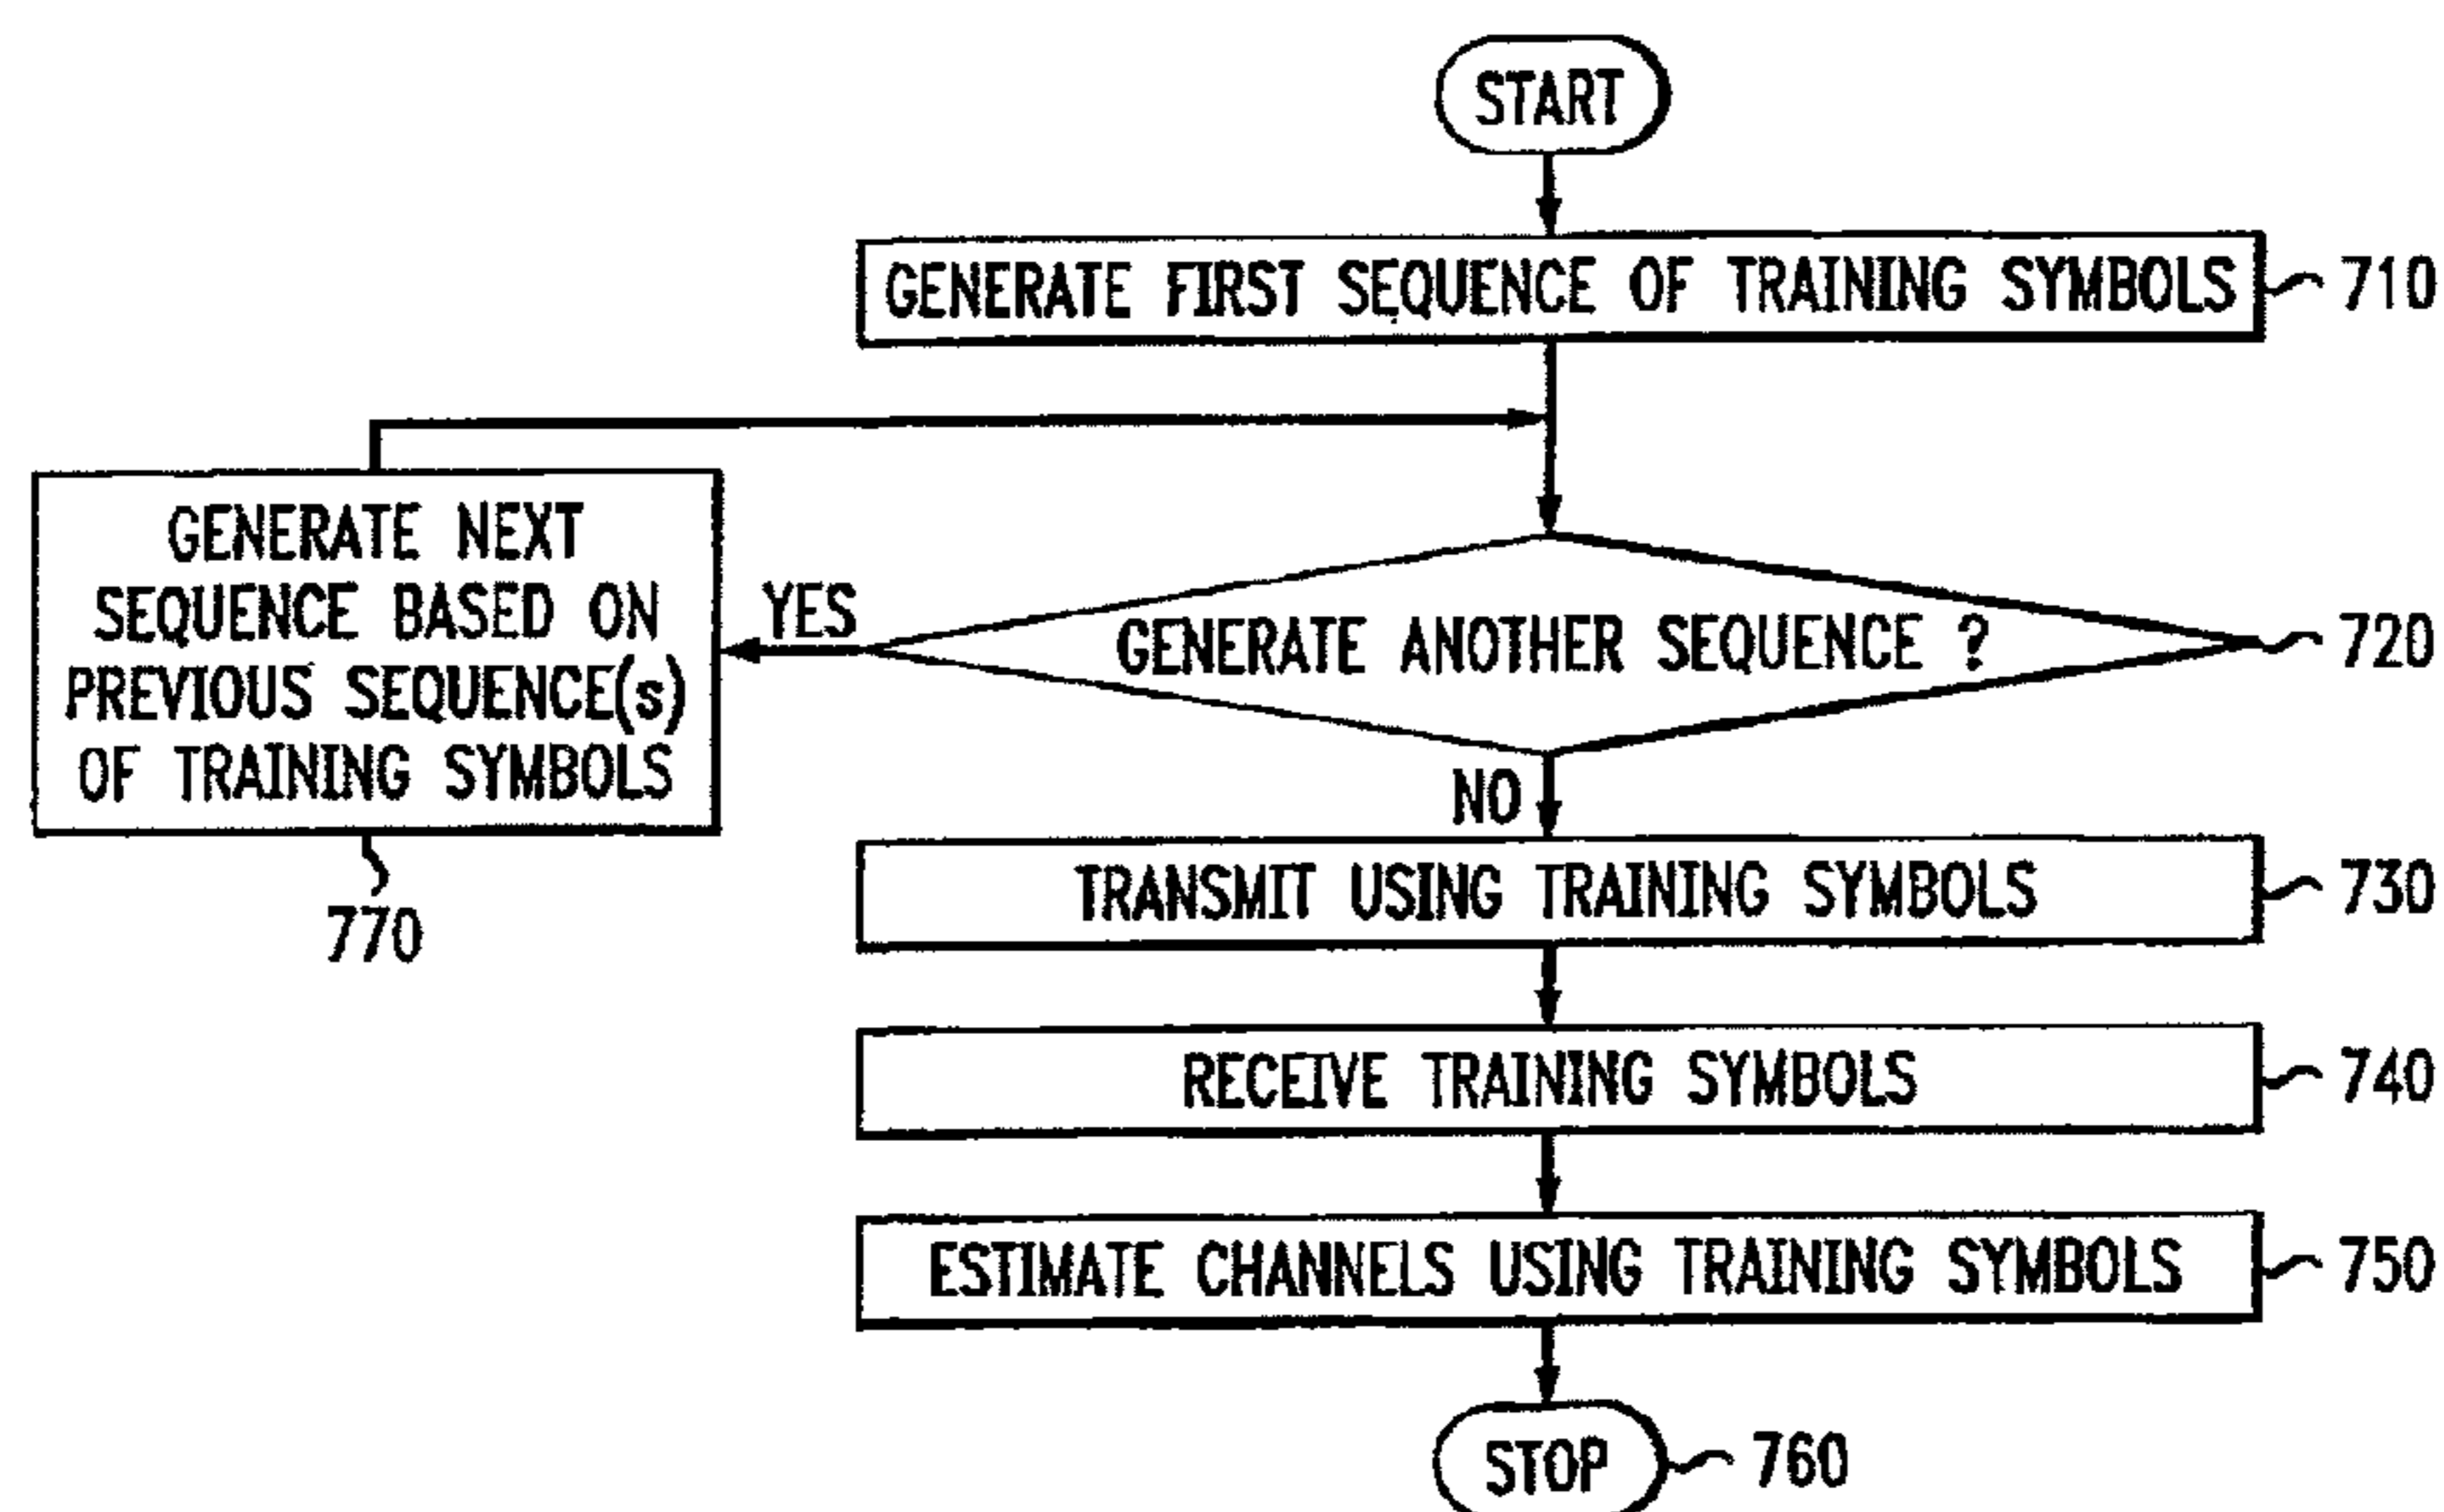 START
GENERATE FIRST SEQUENCE OF TRAINING SYMBOLS
710
GENERATE NEXT
SEQUENCE BASED ON
PREVIOUS SEQUENCE(s)
OF TRAINING SYMBOLS
770
YES
GENERATE ANOTHER SEQUENCE ?
720
NO
TRANSMIT USING TRAINING SYMBOLS
730
RECEIVE TRAINING SYMBOLS
740
ESTIMATE CHANNELS USING TRAINING SYMBOLS
750
STOP
760